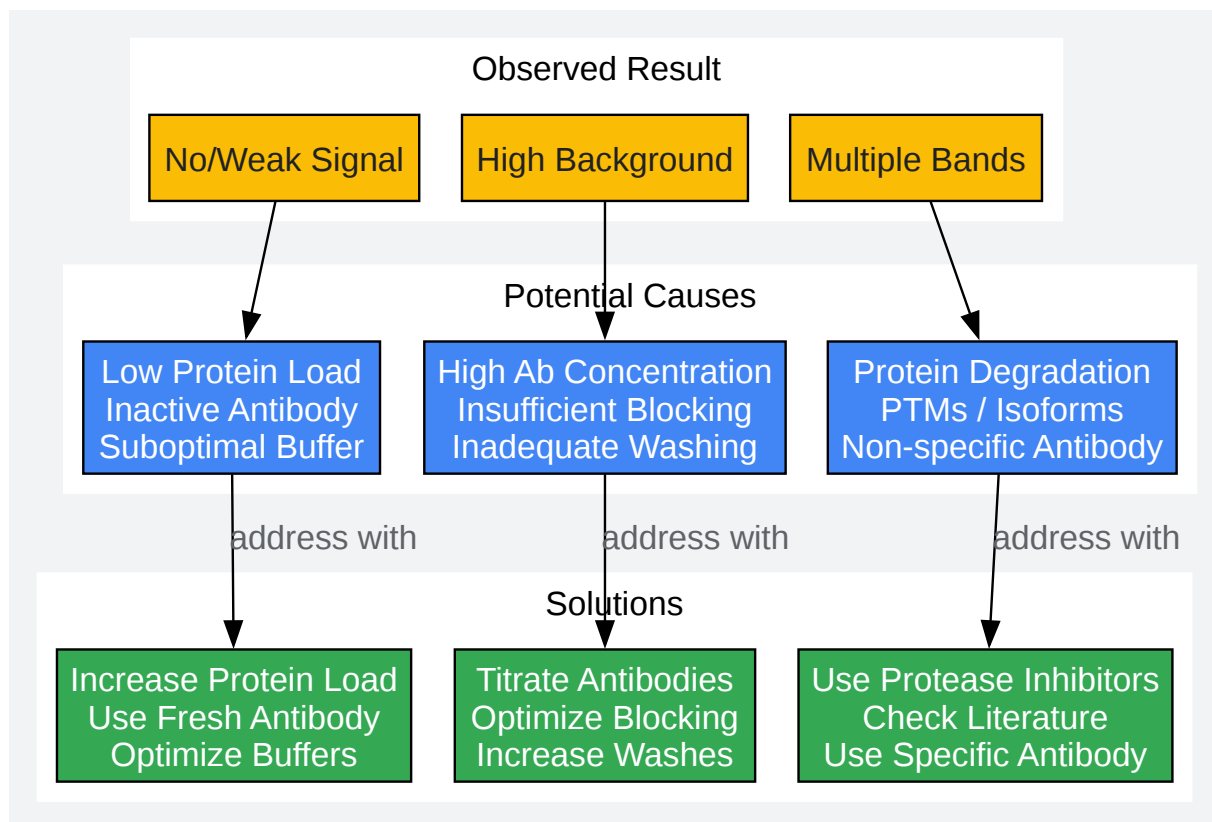 Observed Result
No/Weak Signal
High Background
Multiple Bands
Potential Causes
Low Protein Load
Inactive Antibody
Suboptimal Buffer
High Ab Concentration
Insufficient Blocking
Inadequate Washing
Protein Degradation
PTMs / Isoforms
Non-specific Antibody
address with
address with
address with
Solutions
Increase Protein Load
Use Fresh Antibody
Optimize Buffers
Titrate Antibodies
Optimize Blocking
Increase Washes
Use Protease Inhibitors
Check Literature
Use Specific Antibody